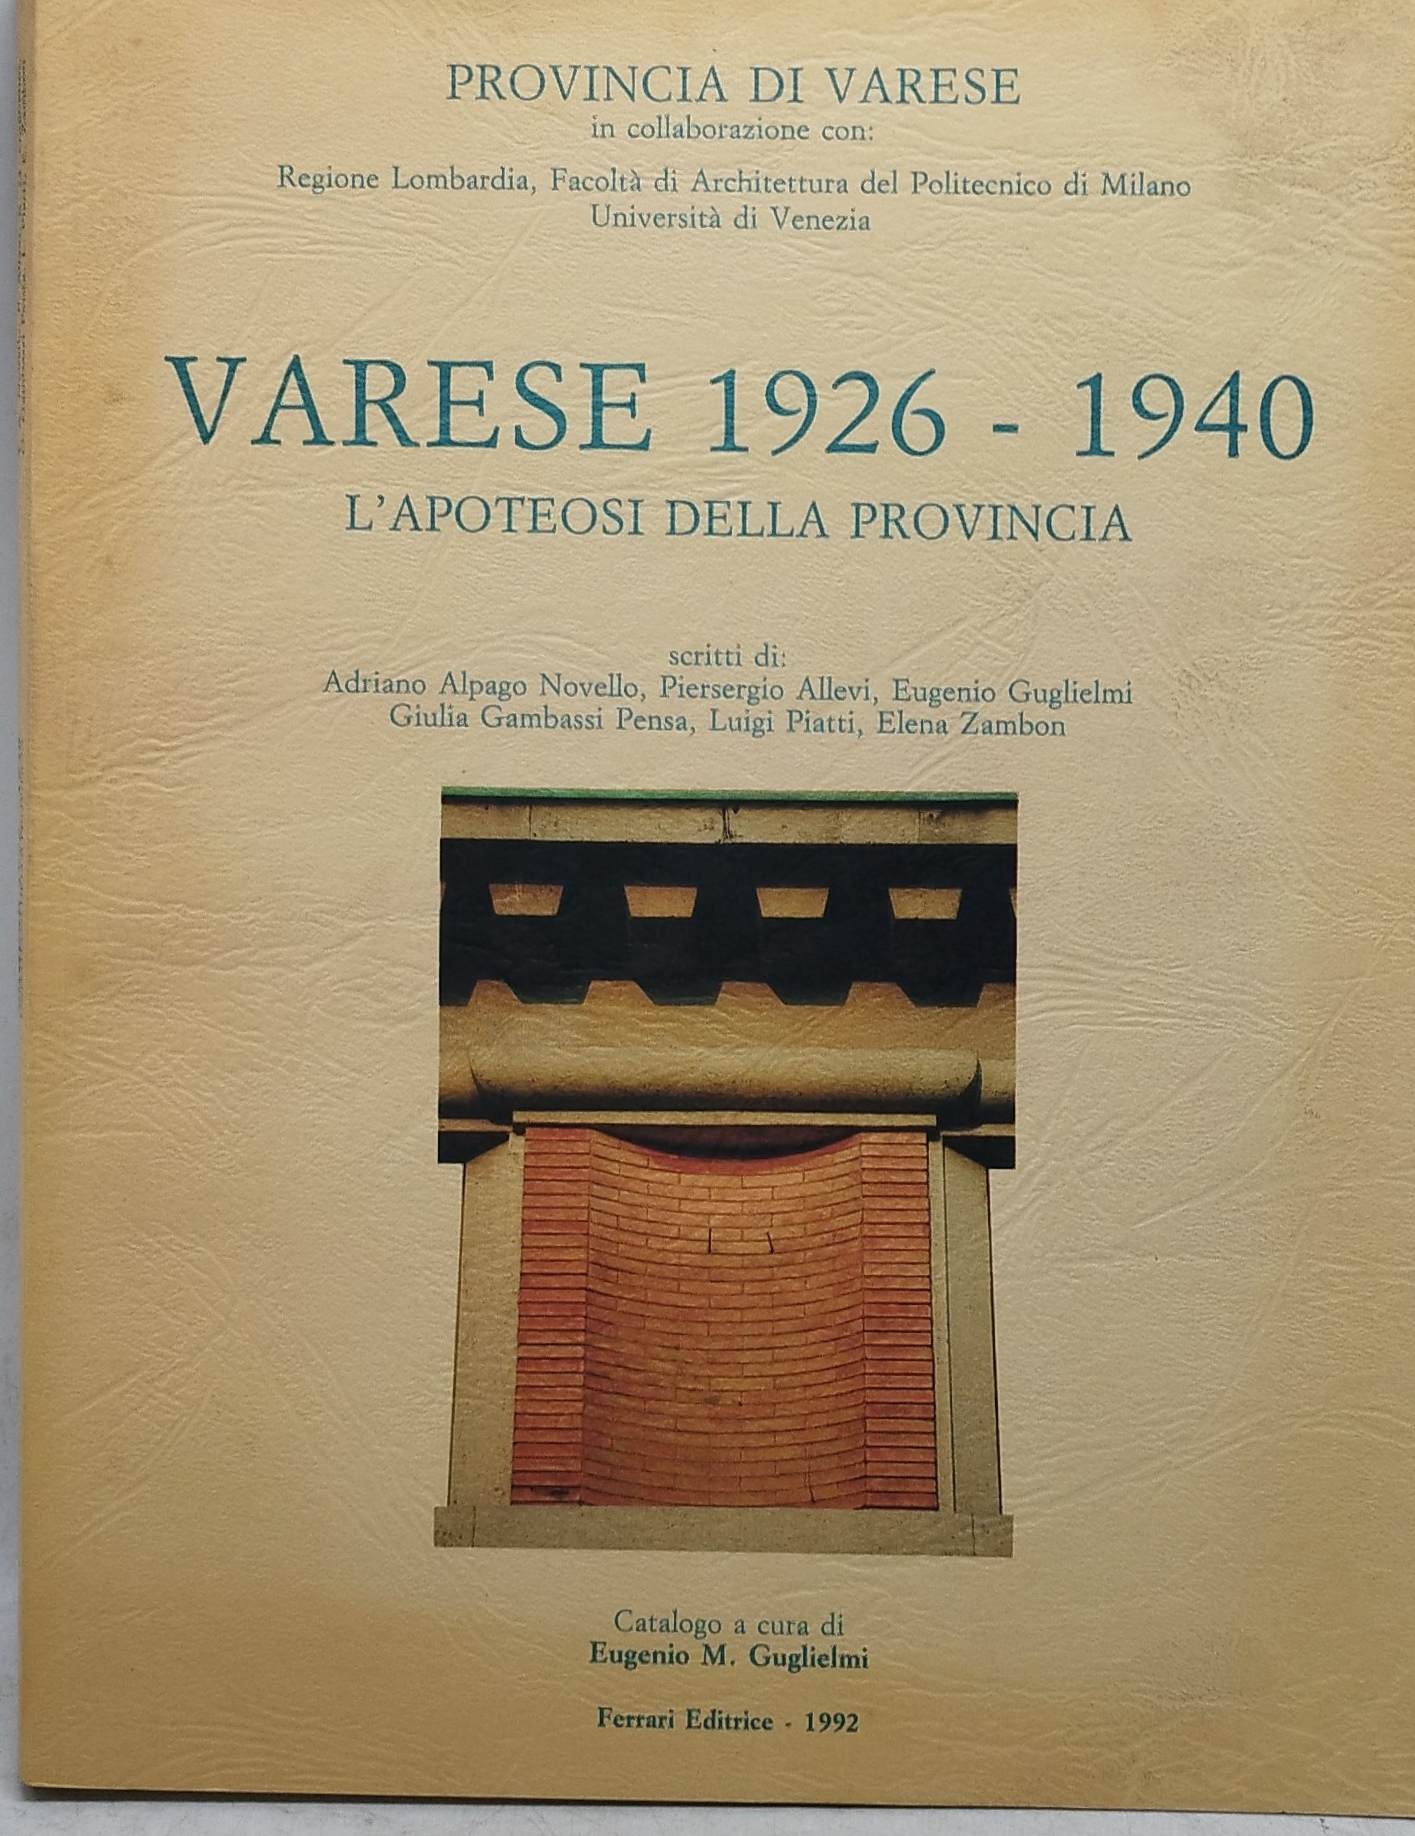 PROVINCIA DI VARESE
in collaborazione con:
Regione Lombardia, Facoltà di Architettura del Politecnico di Milano
Università di Venezia
VARESE 1926 - 1940
L'APOTEOSI DELLA PROVINCIA
scritti di:
Adriano Alpago Novello, Piersergio Allevi, Eugenio Guglielmi
Giulia Gambassi Pensa, Luigi Piatti, Elena Zambon
Catalogo a cura di
Eugenio M. Guglielmi
Ferrari Editrice - 1992